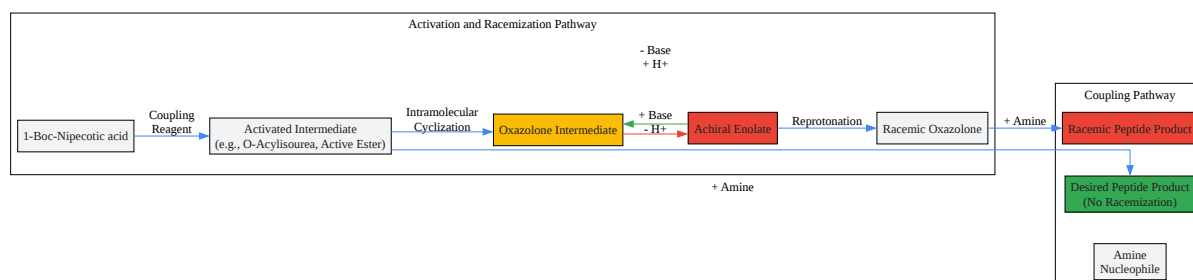 Activation and Racemization Pathway
- Base
+ H+
Coupling Pathway
1-Boc-Nipecotic acid
Coupling
Reagent
Activated Intermediate
(e.g., O-Acylisourea, Active Ester)
Intramolecular
Cyclization
Oxazolone Intermediate
+ Base
- H+
Achiral Enolate
Reprotonation
Racemic Oxazolone
+ Amine
Racemic Peptide Product
+ Amine
Desired Peptide Product
(No Racemization)
Amine
Nucleophile